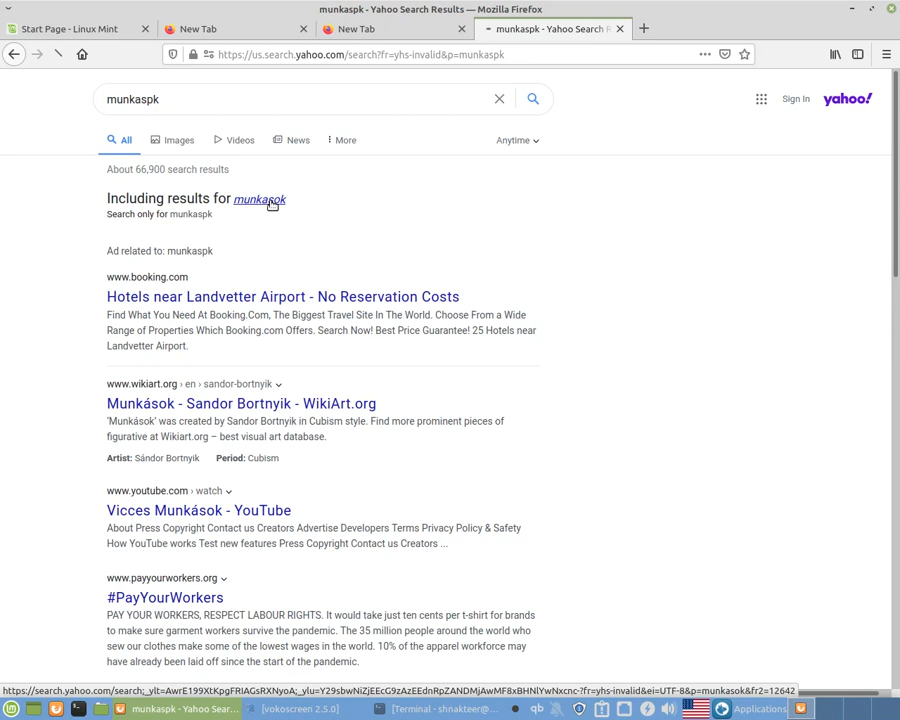 munkaspk - Yahoo Search Results — Mozilla Firefox
Start Page - Linux Mint
New Tab
New Tab
munkaspk - Yahoo Search R
https://us.search.yahoo.com/search?fr=yhs-invalid&p=munkaspk
munkaspk
Sign In
yahoo!
All
Images
Videos
News
More
Anytime
About 66,900 search results
Including results for munkasok
Search only for munkaspk
Ad related to: munkaspk
www.booking.com
Hotels near Landvetter Airport - No Reservation Costs
Find What You Need At Booking.Com, The Biggest Travel Site In The World. Choose From a Wide
Range of Properties Which Booking.com Offers. Search Now! Best Price Guarantee! 25 Hotels near
Landvetter Airport.
www.wikiart.org › en › sandor-bortnyik
Munkások - Sandor Bortnyik - WikiArt.org
'Munkások' was created by Sandor Bortnyik in Cubism style. Find more prominent pieces of
figurative at Wikiart.org – best visual art database.
Artist: Sándor Bortnyik Period: Cubism
www.youtube.com › watch
Vicces Munkások - YouTube
About Press Copyright Contact us Creators Advertise Developers Terms Privacy Policy & Safety
How YouTube works Test new features Press Copyright Contact us Creators ...
www.payyourworkers.org
#PayYourWorkers
PAY YOUR WORKERS, RESPECT LABOUR RIGHTS. It would take just ten cents per t-shirt for brands
to make sure garment workers survive the pandemic. The 35 million people around the world who
sew our clothes make some of the lowest wages in the world. 10% of the apparel workforce may
have already been laid off since the start of the pandemic.
https://search.yahoo.com/search;_ylt=AwrE199XtKpgFRIAGsRXNyoA;_ylu=Y29sbwNiZjEEcG9zAzEEdnRpZANDMjAwMF8xBHNlYwNxcnc-?fr=yhs-invalid&ei=UTF-8&p=munkasok&fr2=12642
munkaspk - Yahoo Sear...
[vokoscreen 2.5.0]
[Terminal - shnakteer@...
qb
Applications